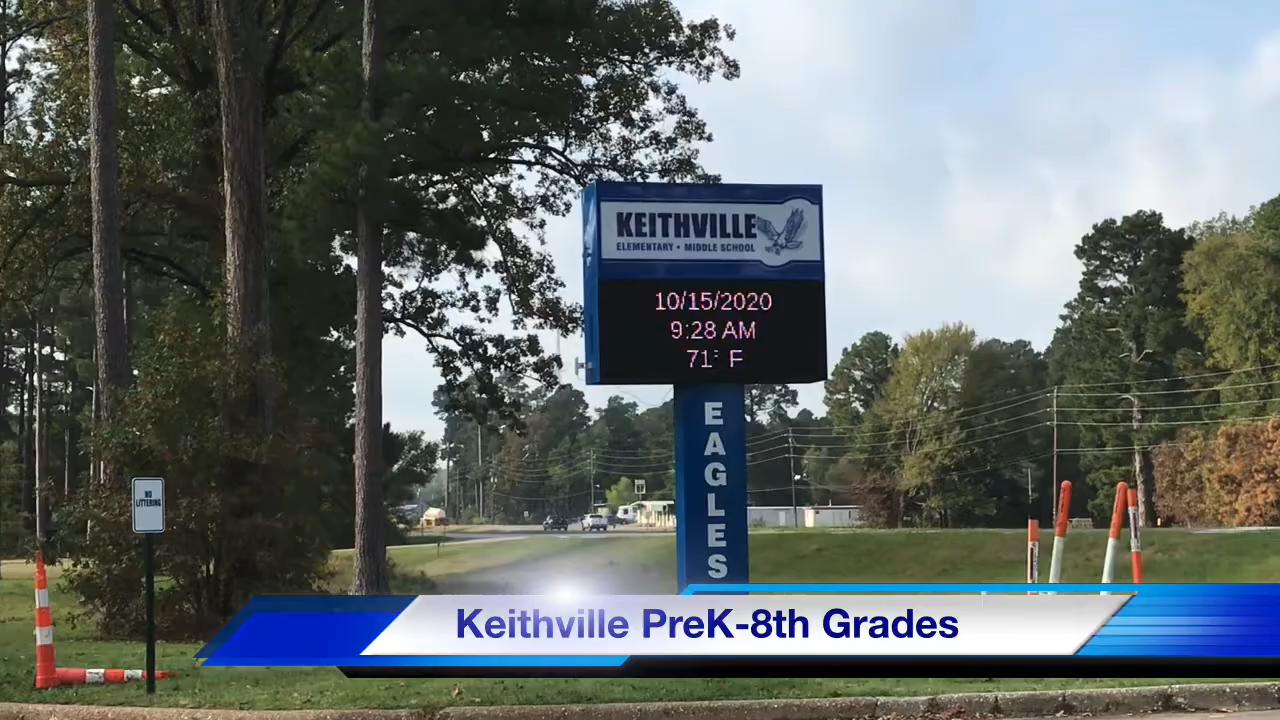 KEITHVILLE
ELEMENTARY • MIDDLE SCHOOL
10/15/2020
9:28 AM
71° F
EAGLES
NO
LITTERING
Keithville PreK-8th Grades